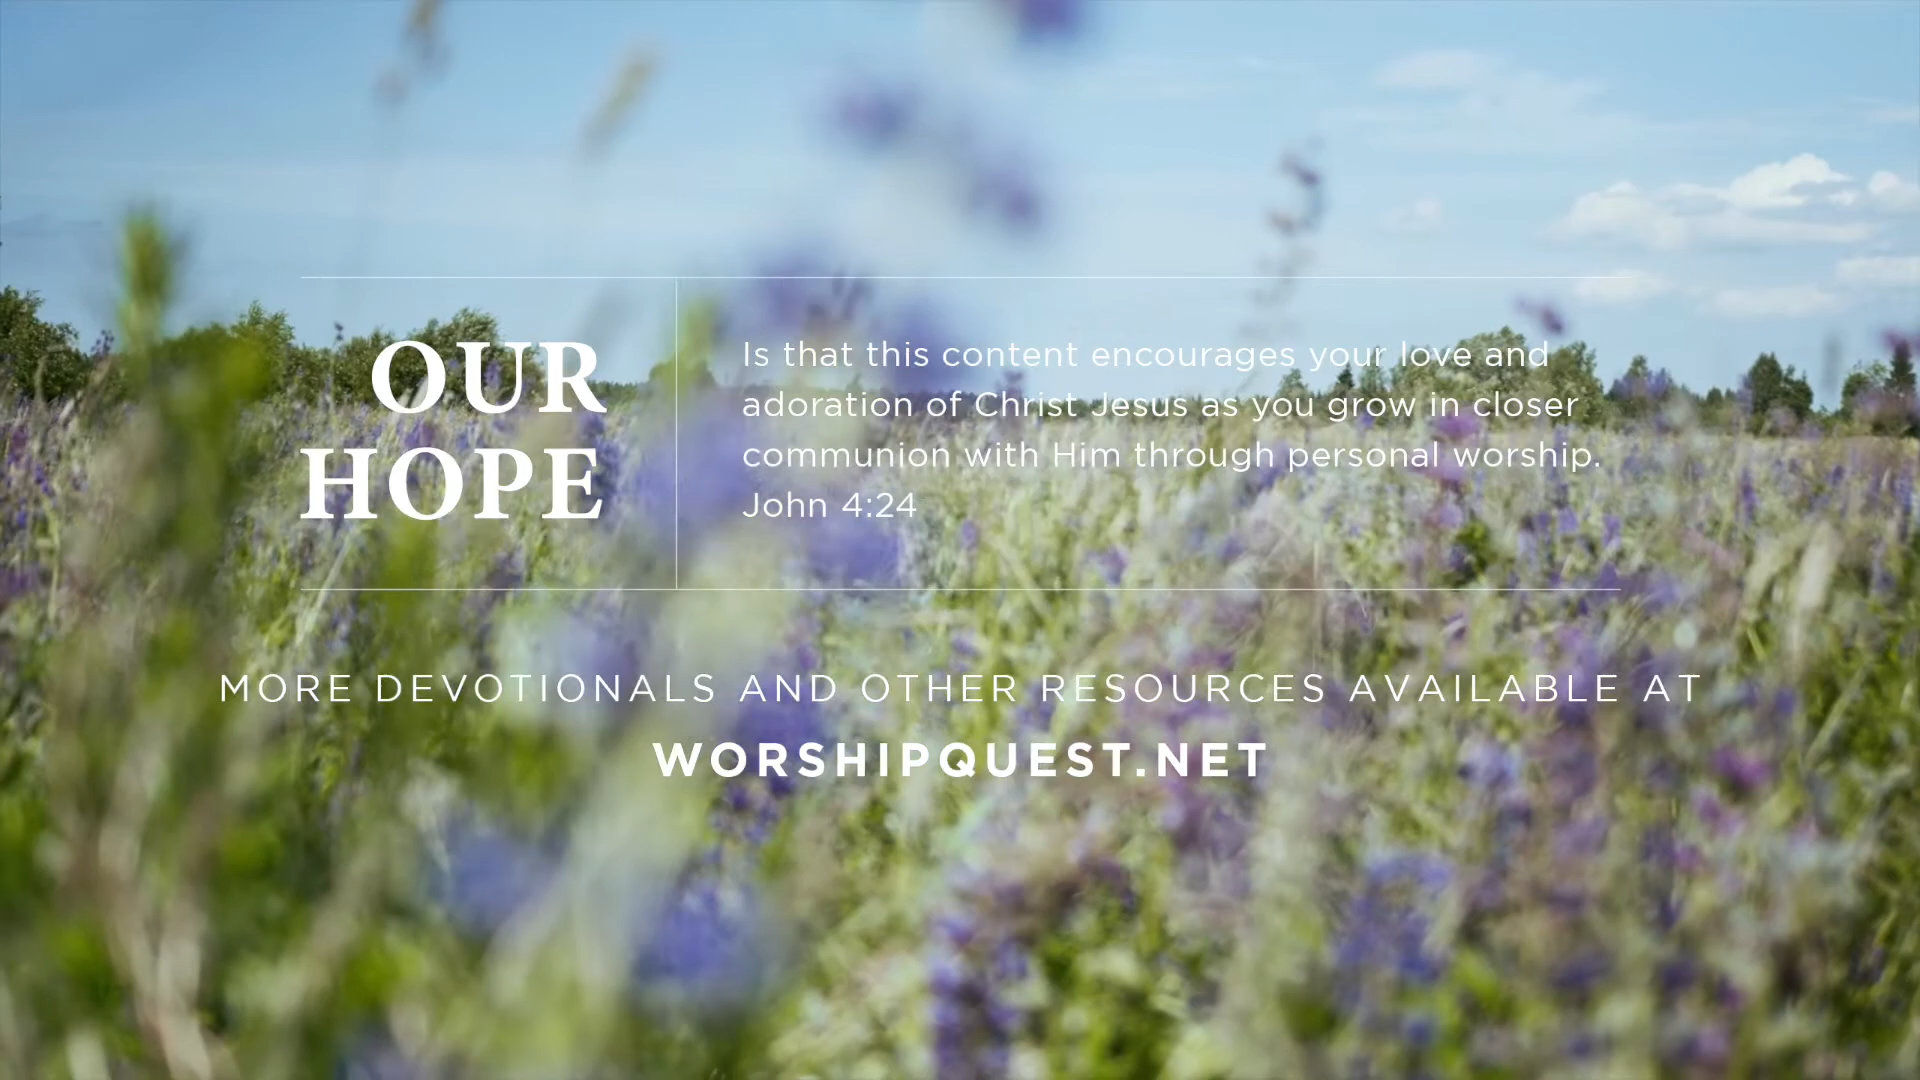 OUR
HOPE
Is that this content encourages your love and
adoration of Christ Jesus as you grow in closer
communion with Him through personal worship.
John 4:24
MORE DEVOTIONALS AND OTHER RESOURCES AVAILABLE AT
WORSHIPQUEST.NET